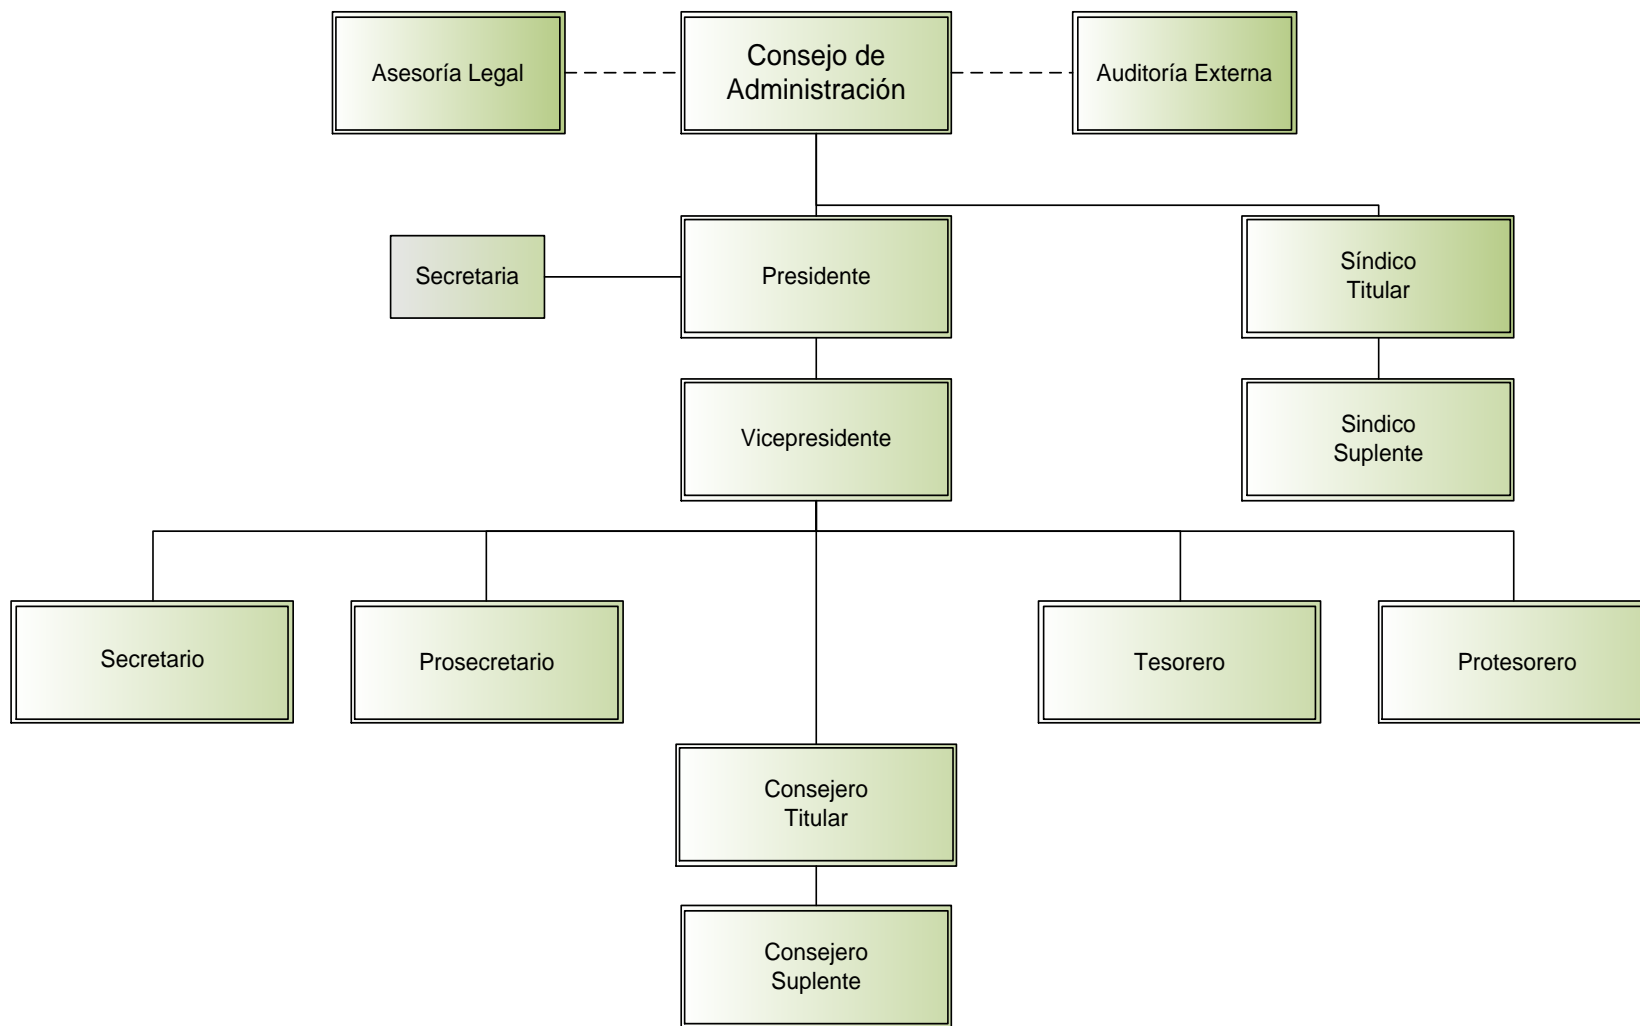 Asesoría Legal
Consejo de
Administración
Auditoría Externa
Secretaria
Presidente
Síndico
Titular
Vicepresidente
Sindico
Suplente
Secretario
Prosecretario
Tesorero
Protesorero
Consejero
Titular
Consejero
Suplente